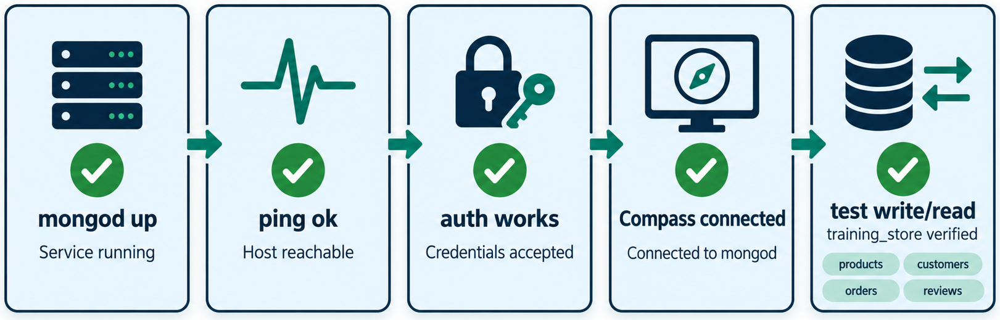 mongod up
Service running
ping ok
Host reachable
auth works
Credentials accepted
Compass connected
Connected to mongod
test write/read
training_store verified
products
customers
orders
reviews